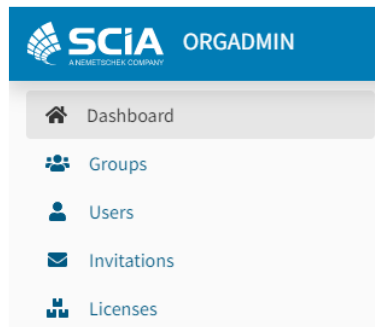 SCiA ORGADMIN
A NEMETSCHEK COMPANY
Dashboard
Groups
Users
Invitations
Licenses